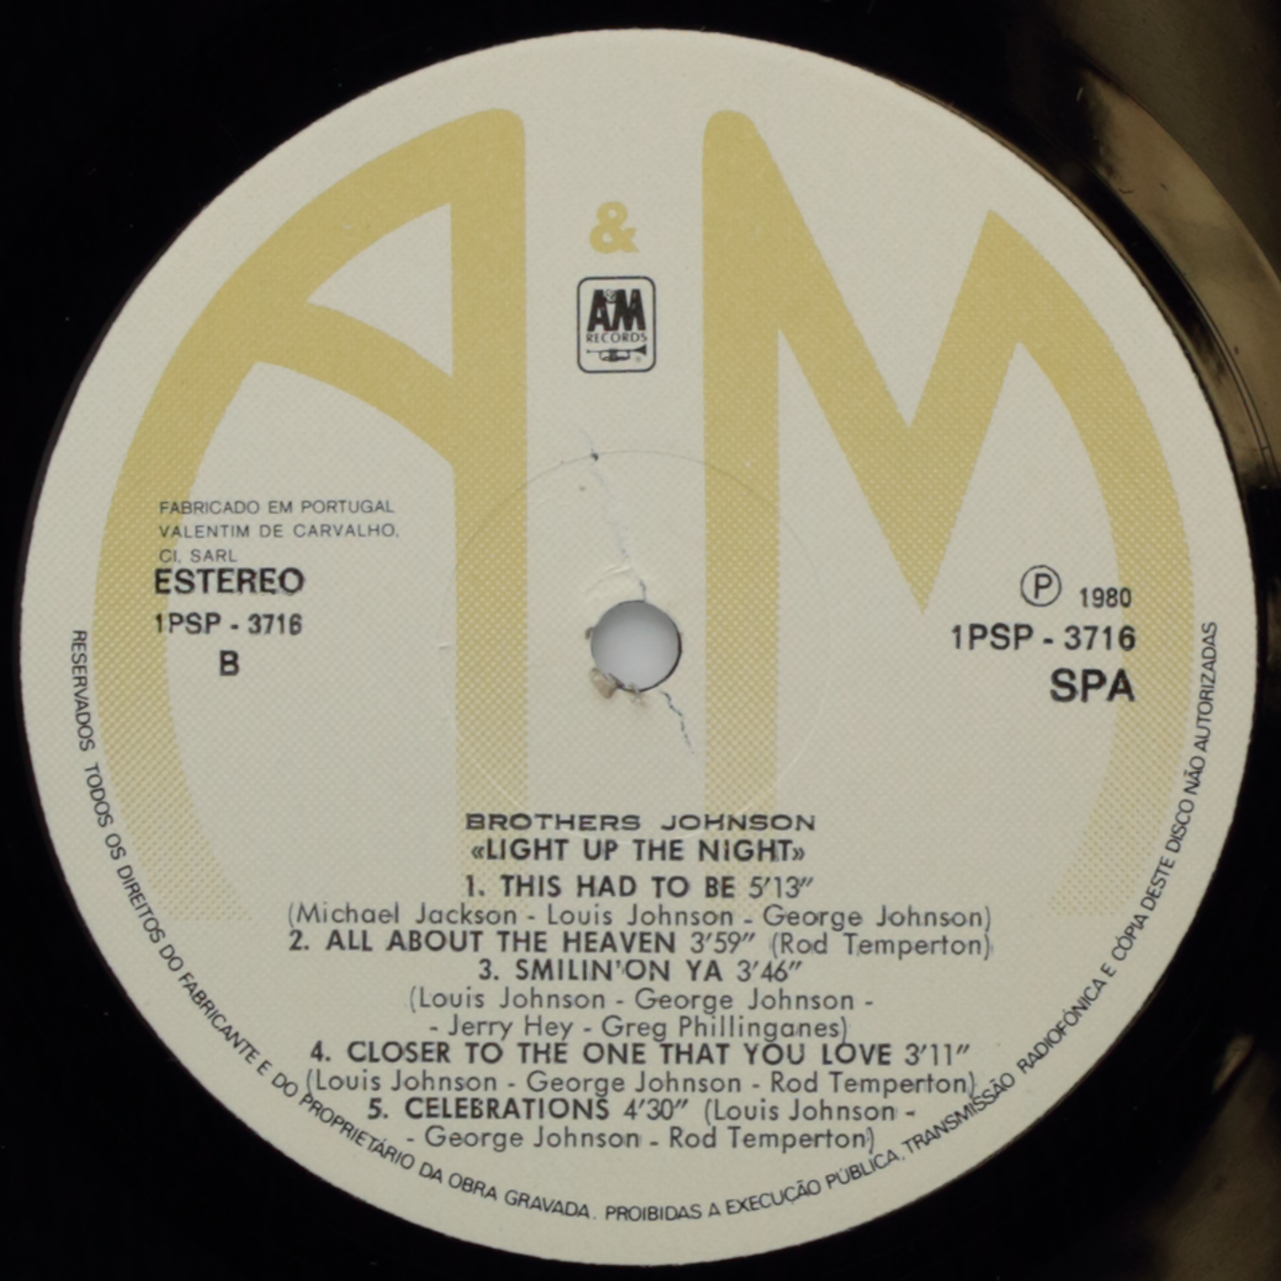 A & M
A&M
RECORDS
FABRICADO EM PORTUGAL
VALENTIM DE CARVALHO,
CI, SARL
ESTEREO
1PSP - 3716
B
Ⓟ 1980
1PSP - 3716
SPA
BROTHERS JOHNSON
«LIGHT UP THE NIGHT»
1. THIS HAD TO BE 5'13"
(Michael Jackson - Louis Johnson - George Johnson)
2. ALL ABOUT THE HEAVEN 3'59" (Rod Temperton)
3. SMILIN'ON YA 3'46"
(Louis Johnson - George Johnson -
- Jerry Hey - Greg Phillinganes)
4. CLOSER TO THE ONE THAT YOU LOVE 3'11"
(Louis Johnson - George Johnson - Rod Temperton)
5. CELEBRATIONS 4'30" (Louis Johnson -
- George Johnson - Rod Temperton)
RESERVADOS TODOS OS DIREITOS DO FABRICANTE E DO PROPRIETÁRIO DA OBRA GRAVADA. PROIBIDAS A EXECUÇÃO PÚBLICA, TRANSMISSÃO RADIOFÓNICA E CÓPIA DESTE DISCO NÃO AUTORIZADAS